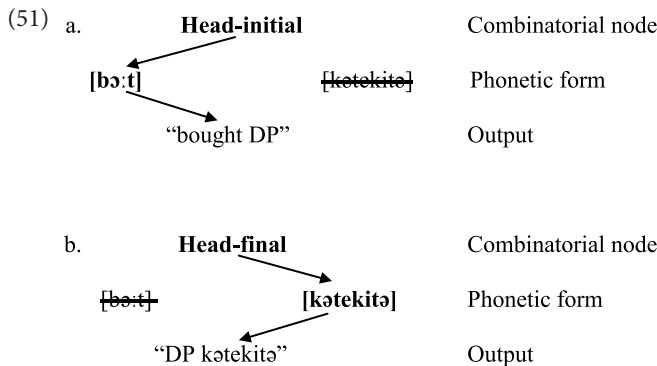 (51) a. Head-initial Combinatorial node
[bɔːt] [kətekitə] Phonetic form
“bought DP” Output
b. Head-final Combinatorial node
[bɔːt] [kətekitə] Phonetic form
“DP kətekitə” Output